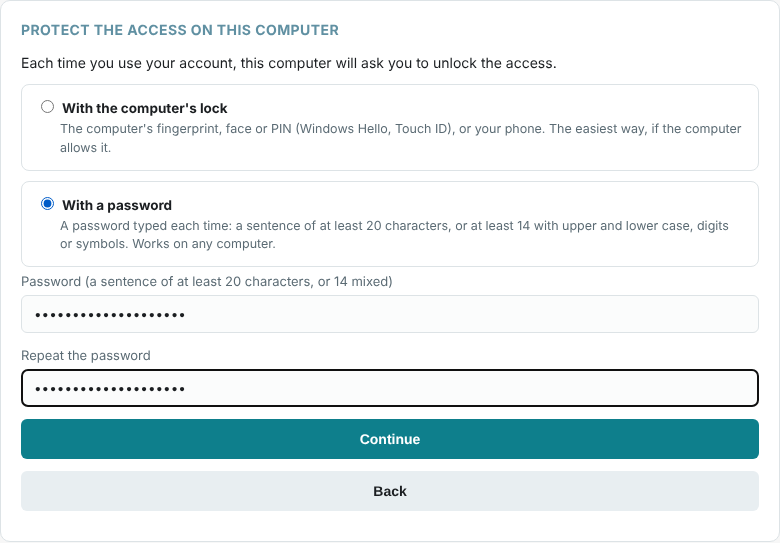 PROTECT THE ACCESS ON THIS COMPUTER
Each time you use your account, this computer will ask you to unlock the access.
With the computer's lock
The computer's fingerprint, face or PIN (Windows Hello, Touch ID), or your phone. The easiest way, if the computer
allows it.
With a password
A password typed each time: a sentence of at least 20 characters, or at least 14 with upper and lower case, digits
or symbols. Works on any computer.
Password (a sentence of at least 20 characters, or 14 mixed)
••••••••••••••••••••
Repeat the password
••••••••••••••••••••
Continue
Back